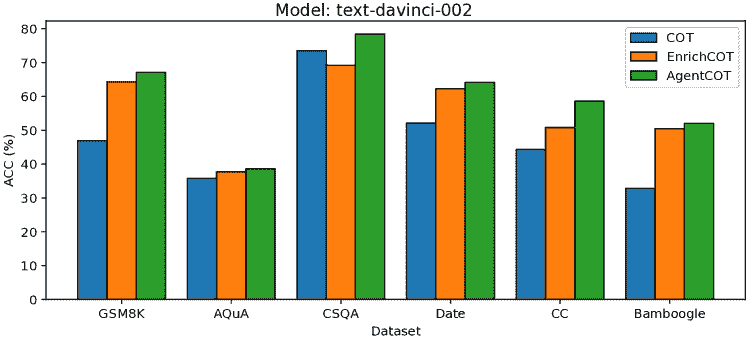 Model: text-davinci-002
ACC (%)
80
70
60
50
40
30
20
10
0
COT
EnrichCOT
AgentCOT
GSM8K AQuA CSQA Date CC Bamboogle
Dataset